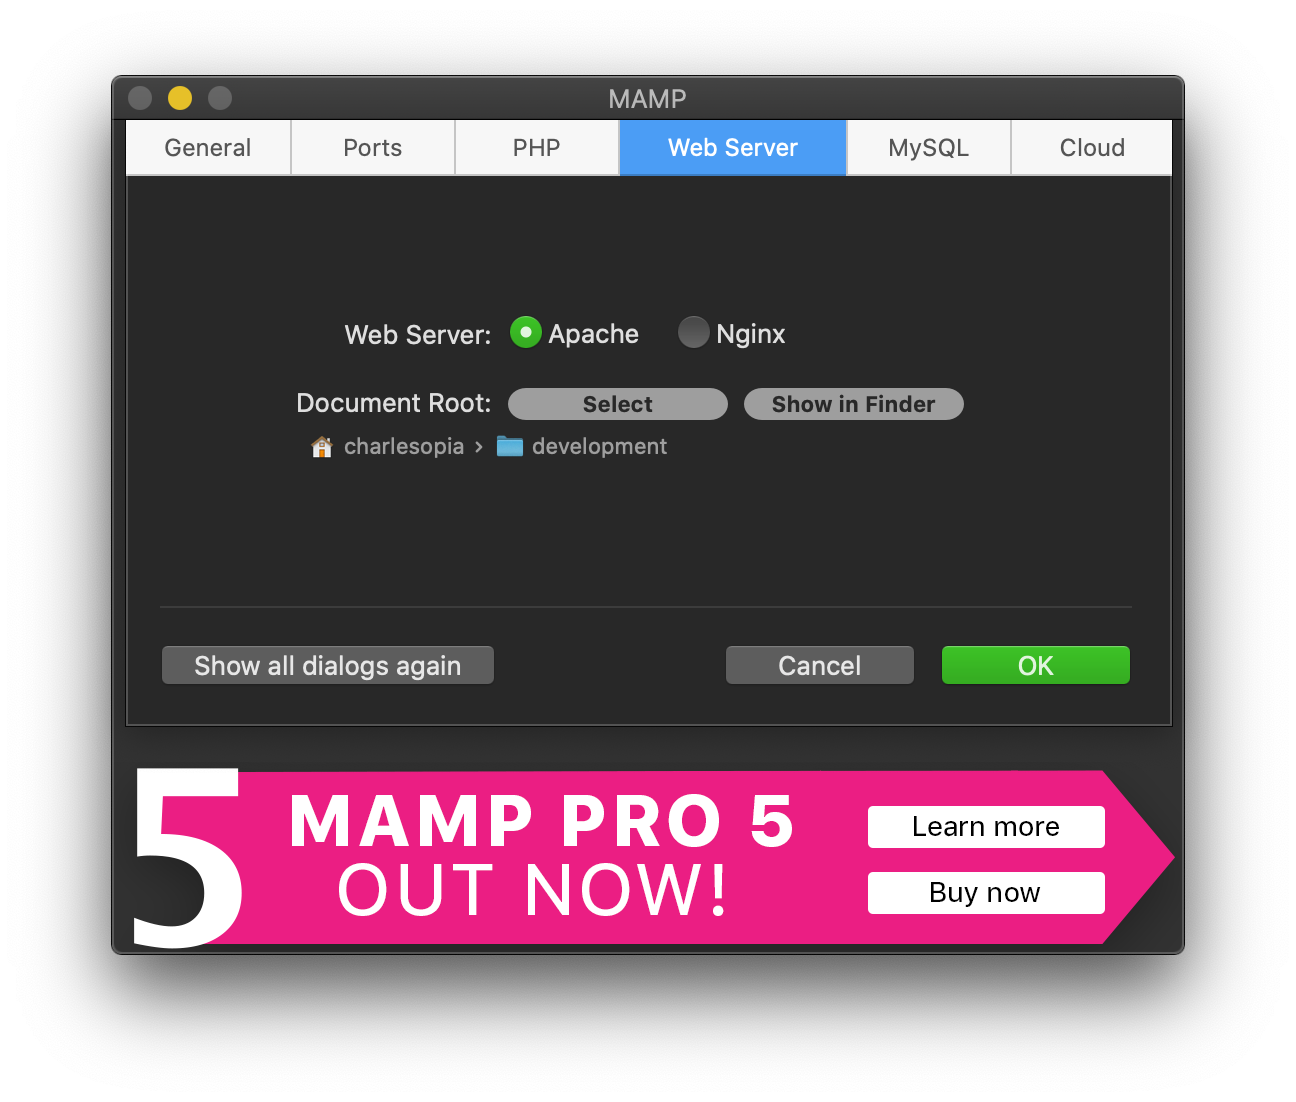 MAMP
General Ports PHP Web Server MySQL Cloud
Web Server: Apache Nginx
Document Root: Select Show in Finder
charlesopia › development
Show all dialogs again Cancel OK
5 MAMP PRO 5
OUT NOW!
Learn more
Buy now